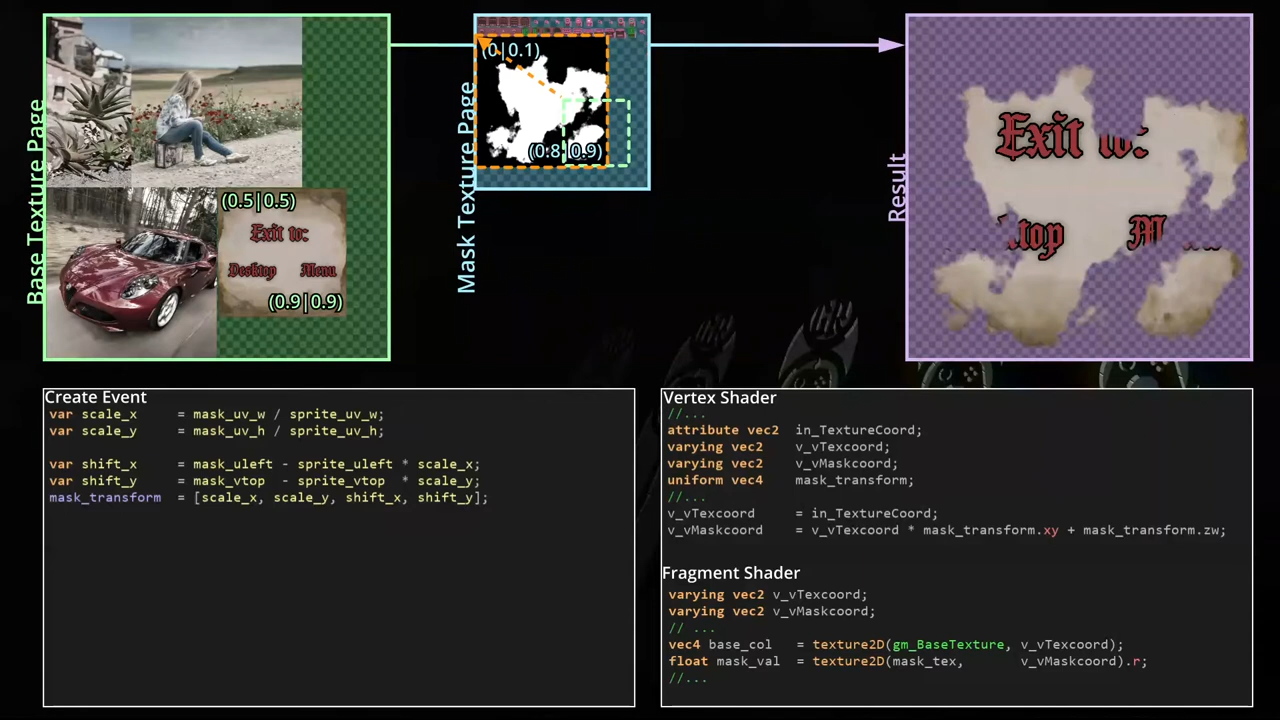 Base Texture Page
(0.5|0.5)
Exit to:
Desktop Menu
(0.9|0.9)
Mask Texture Page
(0|0.1)
(0.8|0.9)
Result
Exit to:
Create Event
var scale_x = mask_uv_w / sprite_uv_w;
var scale_y = mask_uv_h / sprite_uv_h;
var shift_x = mask_uleft - sprite_uleft * scale_x;
var shift_y = mask_vtop - sprite_vtop * scale_y;
mask_transform = [scale_x, scale_y, shift_x, shift_y];
Vertex Shader
//...
attribute vec2 in_TextureCoord;
varying vec2 v_vTexcoord;
varying vec2 v_vMaskcoord;
uniform vec4 mask_transform;
//...
v_vTexcoord = in_TextureCoord;
v_vMaskcoord = v_vTexcoord * mask_transform.xy + mask_transform.zw;
Fragment Shader
varying vec2 v_vTexcoord;
varying vec2 v_vMaskcoord;
// ...
vec4 base_col = texture2D(gm_BaseTexture, v_vTexcoord);
float mask_val = texture2D(mask_tex, v_vMaskcoord).r;
//...